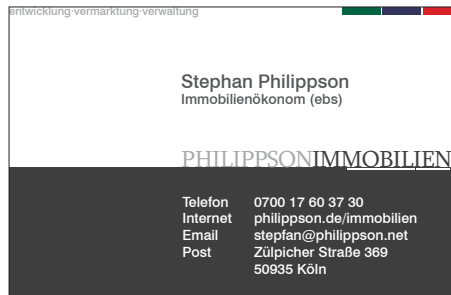 entwicklung·vermarktung·verwaltung
Stephan Philippson
Immobilienökonom (ebs)
PHILIPPSONIMMOBILIEN
Telefon 0700 17 60 37 30
Internet philippson.de/immobilien
Email stepfan@philippson.net
Post Zülpicher Straße 369
50935 Köln